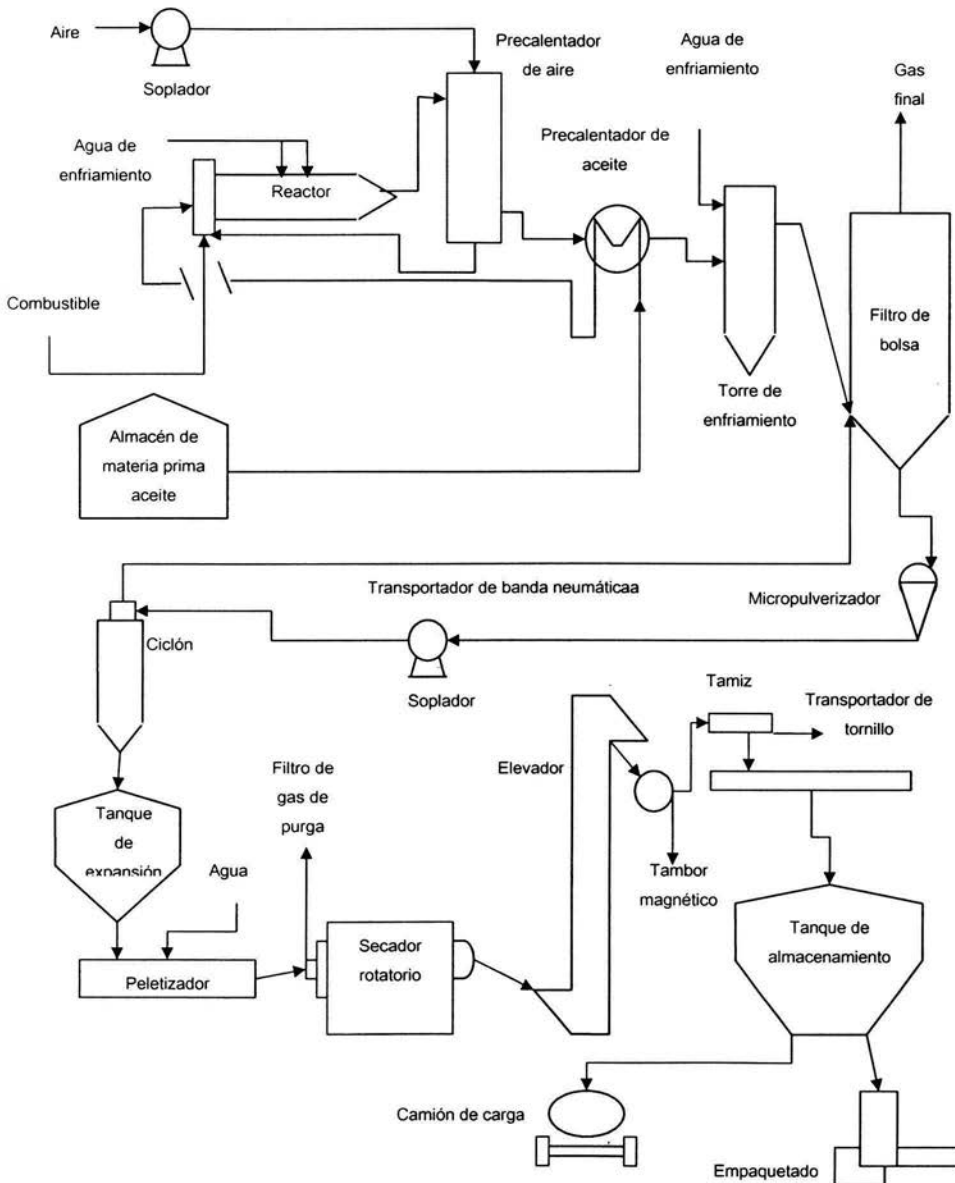 Aire
Soplador
Precalentador
de aire
Agua de
enfriamiento
Gas
final
Agua de
enfriamiento
Reactor
Precalentador de
aceite
Combustible
Filtro de
bolsa
Torre de
enfriamiento
Almacén de
materia prima
aceite
Transportador de banda neumáticaa
Micropulverizador
Ciclón
Soplador
Tamiz
Transportador de
tornillo
Elevador
Filtro de
gas de
purga
Tanque
de
expansión
Agua
Tambor
magnético
Peletizador
Secador
rotatorio
Tanque de
almacenamiento
Camión de carga
Empaquetado